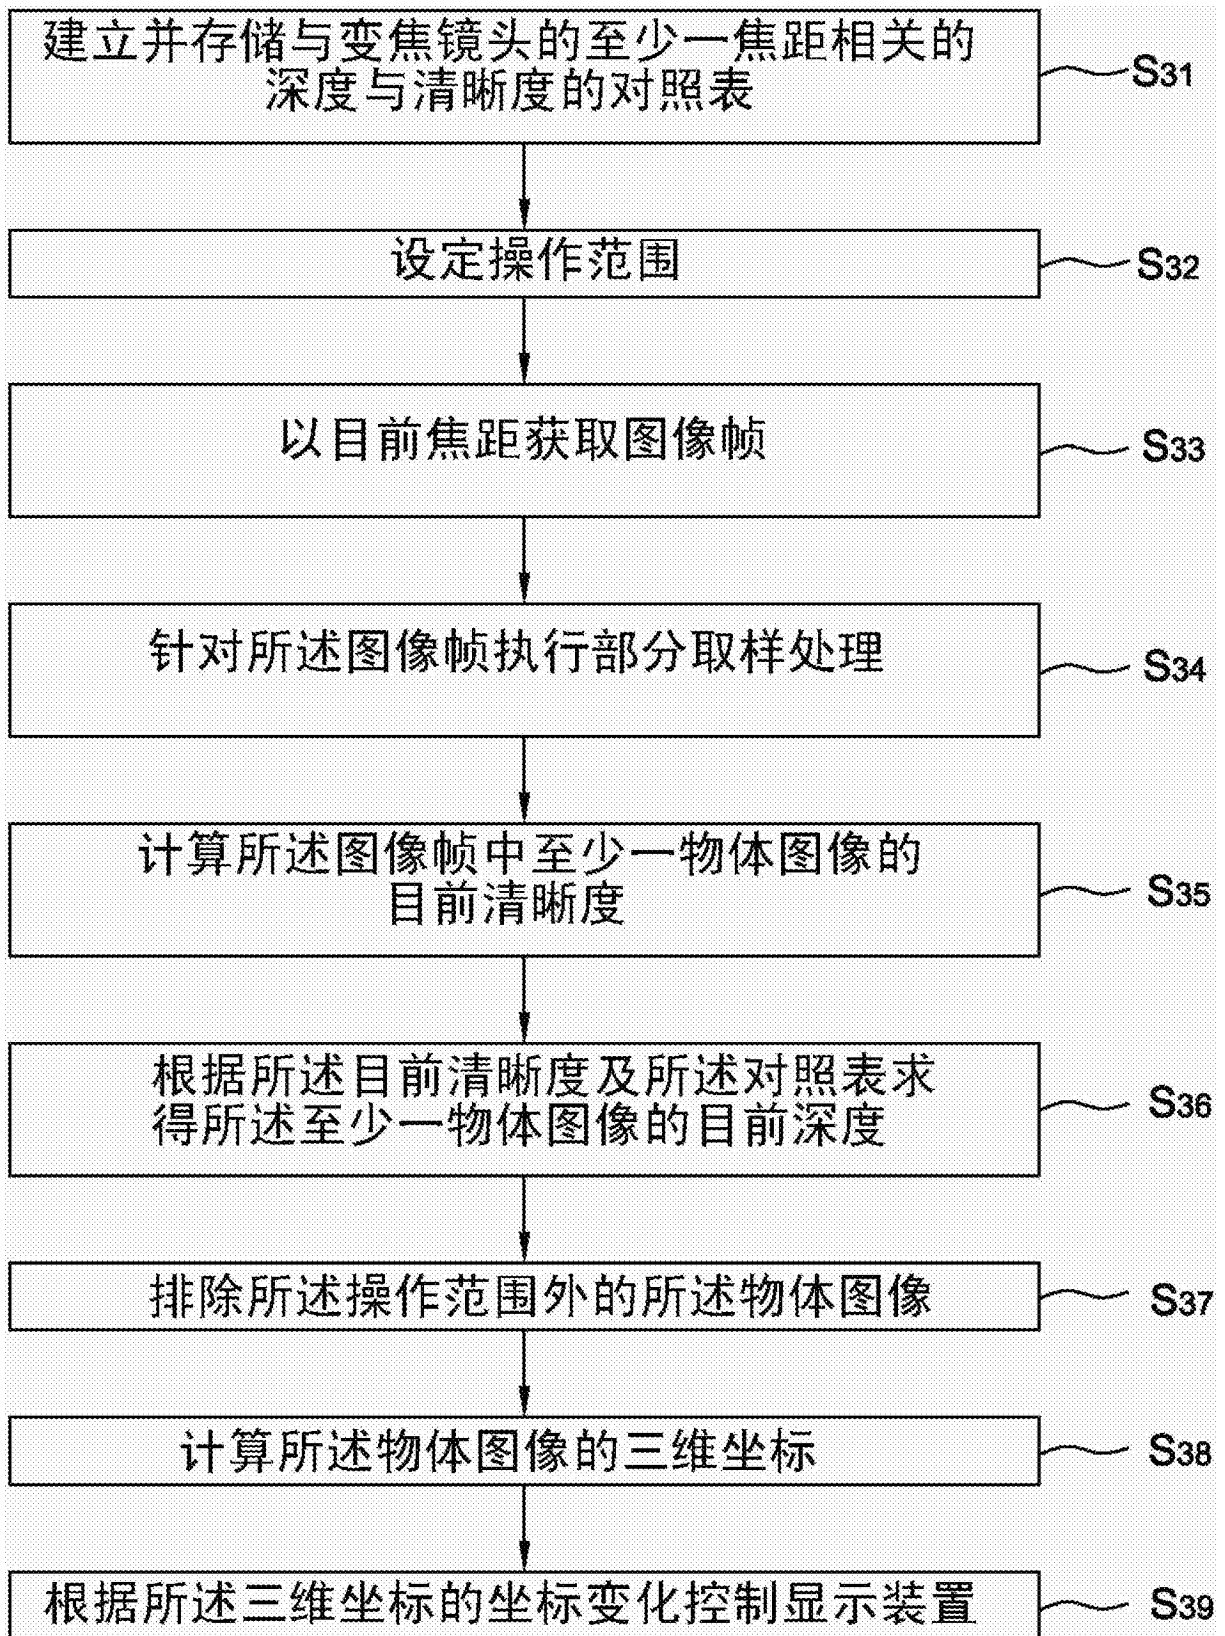 建立并存储与变焦镜头的至少一焦距相关的
深度与清晰度的对照表
S31
设定操作范围
S32
以目前焦距获取图像帧
S33
针对所述图像帧执行部分取样处理
S34
计算所述图像帧中至少一物体图像的
目前清晰度
S35
根据所述目前清晰度及所述对照表求
得所述至少一物体图像的目前深度
S36
排除所述操作范围外的所述物体图像
S37
计算所述物体图像的三维坐标
S38
根据所述三维坐标的坐标变化控制显示装置
S39